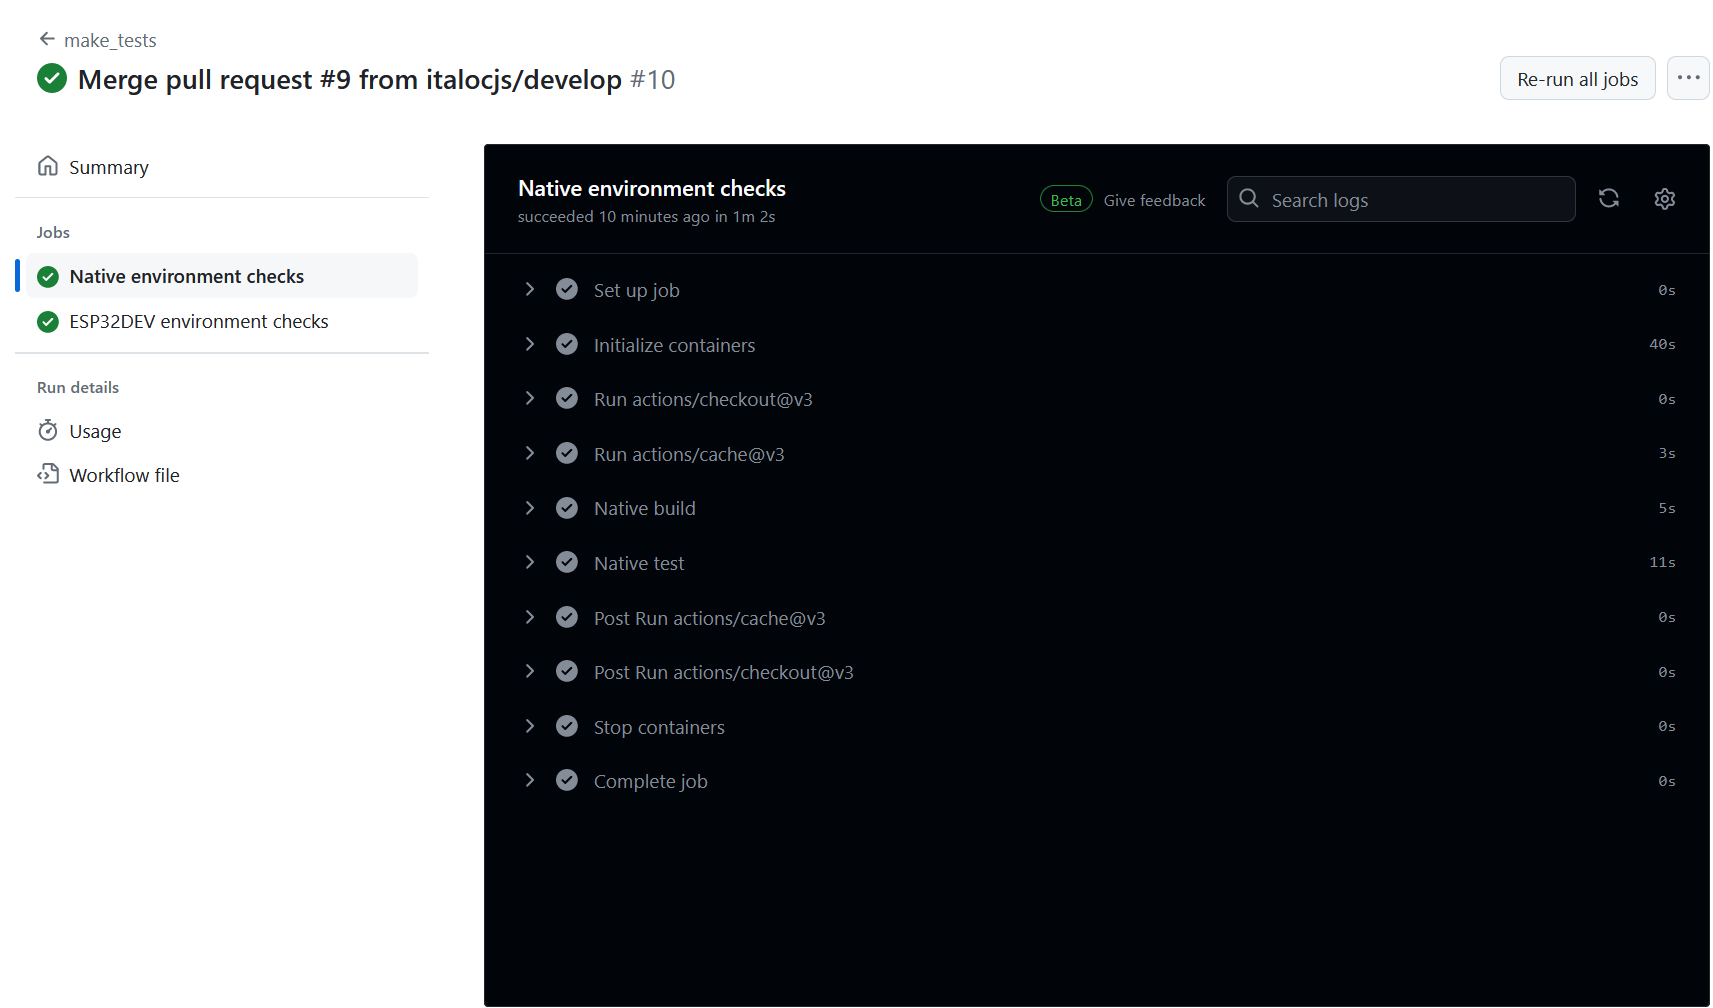 make_tests
Merge pull request #9 from italocjs/develop #10
Re-run all jobs
Summary
Jobs
Native environment checks
ESP32DEV environment checks
Run details
Usage
Workflow file
Native environment checks
succeeded 10 minutes ago in 1m 2s
Beta Give feedback
Search logs
Set up job 0s
Initialize containers 40s
Run actions/checkout@v3 0s
Run actions/cache@v3 3s
Native build 5s
Native test 11s
Post Run actions/cache@v3 0s
Post Run actions/checkout@v3 0s
Stop containers 0s
Complete job 0s